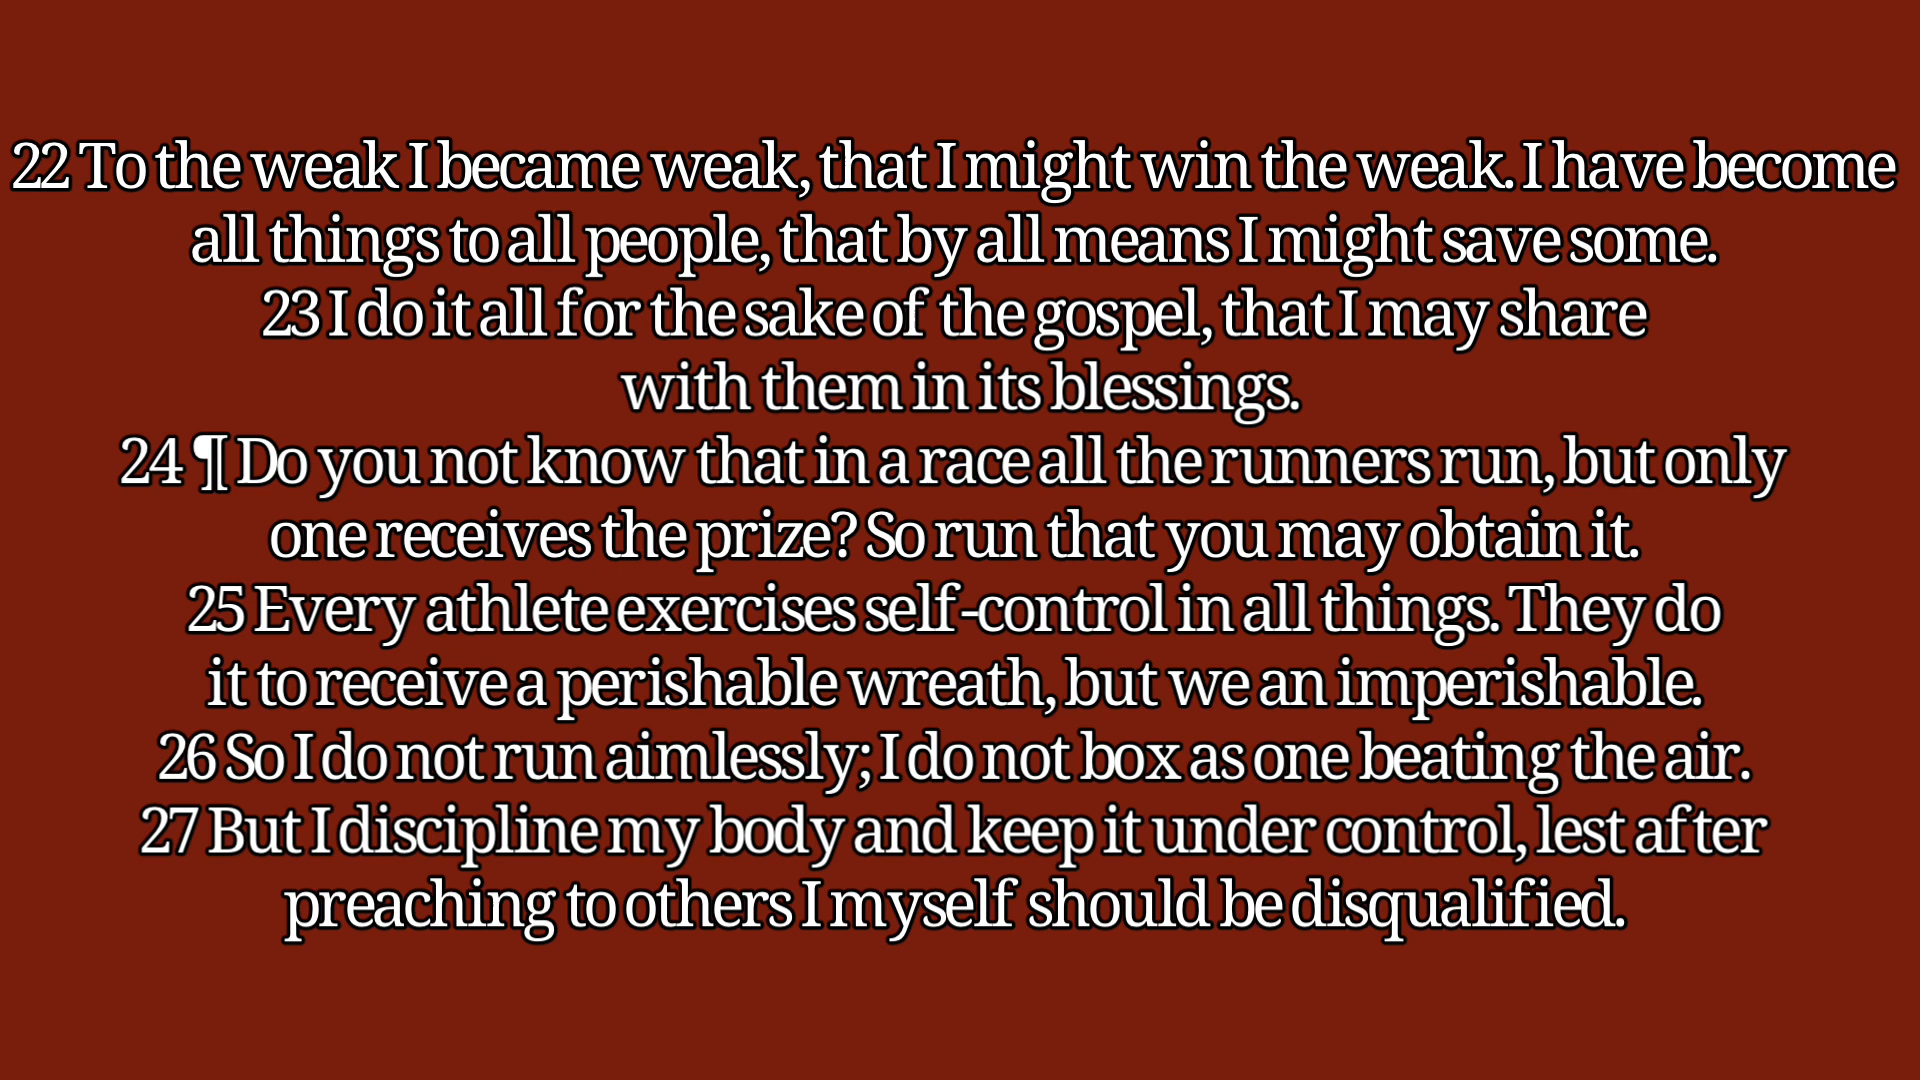 22 To the weak I became weak, that I might win the weak. I have become
all things to all people, that by all means I might save some.
23 I do it all for the sake of the gospel, that I may share
with them in its blessings.
24 ¶ Do you not know that in a race all the runners run, but only
one receives the prize? So run that you may obtain it.
25 Every athlete exercises self-control in all things. They do
it to receive a perishable wreath, but we an imperishable.
26 So I do not run aimlessly; I do not box as one beating the air.
27 But I discipline my body and keep it under control, lest after
preaching to others I myself should be disqualified.